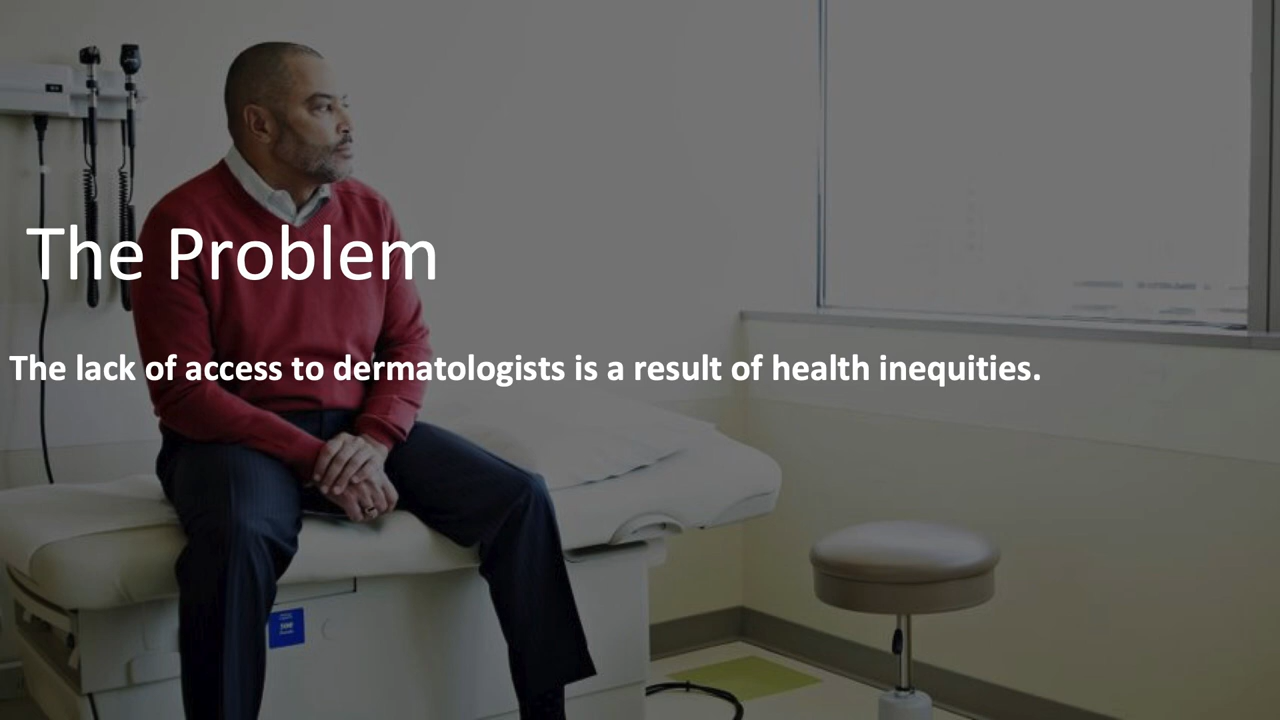 The Problem
The lack of access to dermatologists is a result of health inequities.